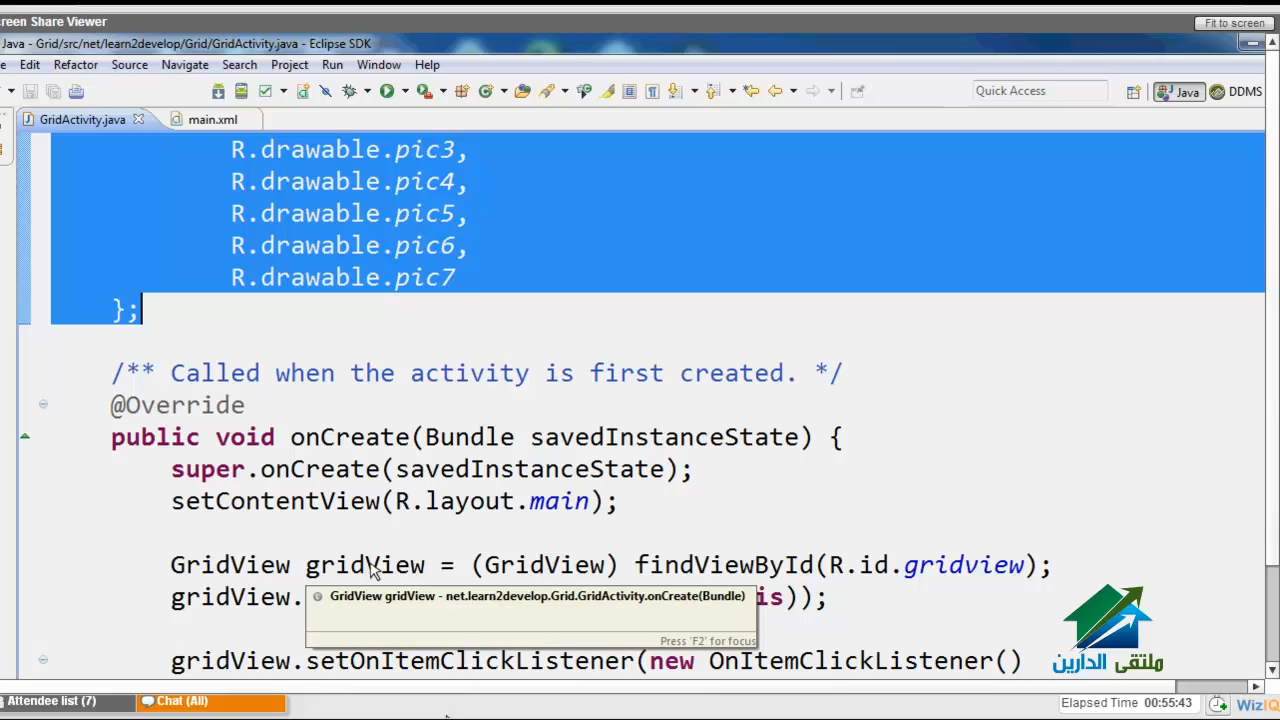 reen Share Viewer
Fit to screen
Java - Grid/src/net/learn2develop/Grid/GridActivity.java - Eclipse SDK
e Edit Refactor Source Navigate Search Project Run Window Help
Quick Access
Java
DDMS
GridActivity.java
main.xml
R.drawable.pic3,
R.drawable.pic4,
R.drawable.pic5,
R.drawable.pic6,
R.drawable.pic7
};
/** Called when the activity is first created. */
@Override
public void onCreate(Bundle savedInstanceState) {
super.onCreate(savedInstanceState);
setContentView(R.layout.main);
GridView gridView = (GridView) findViewById(R.id.gridview);
gridView. is));
GridView gridView - net.learn2develop.Grid.GridActivity.onCreate(Bundle)
Press 'F2' for focus
gridView.setOnItemClickListener(new OnItemClickListener()
ملتقى الدارين
Attendee list (7)
Chat (All)
Elapsed Time 00:55:43
WizIQ